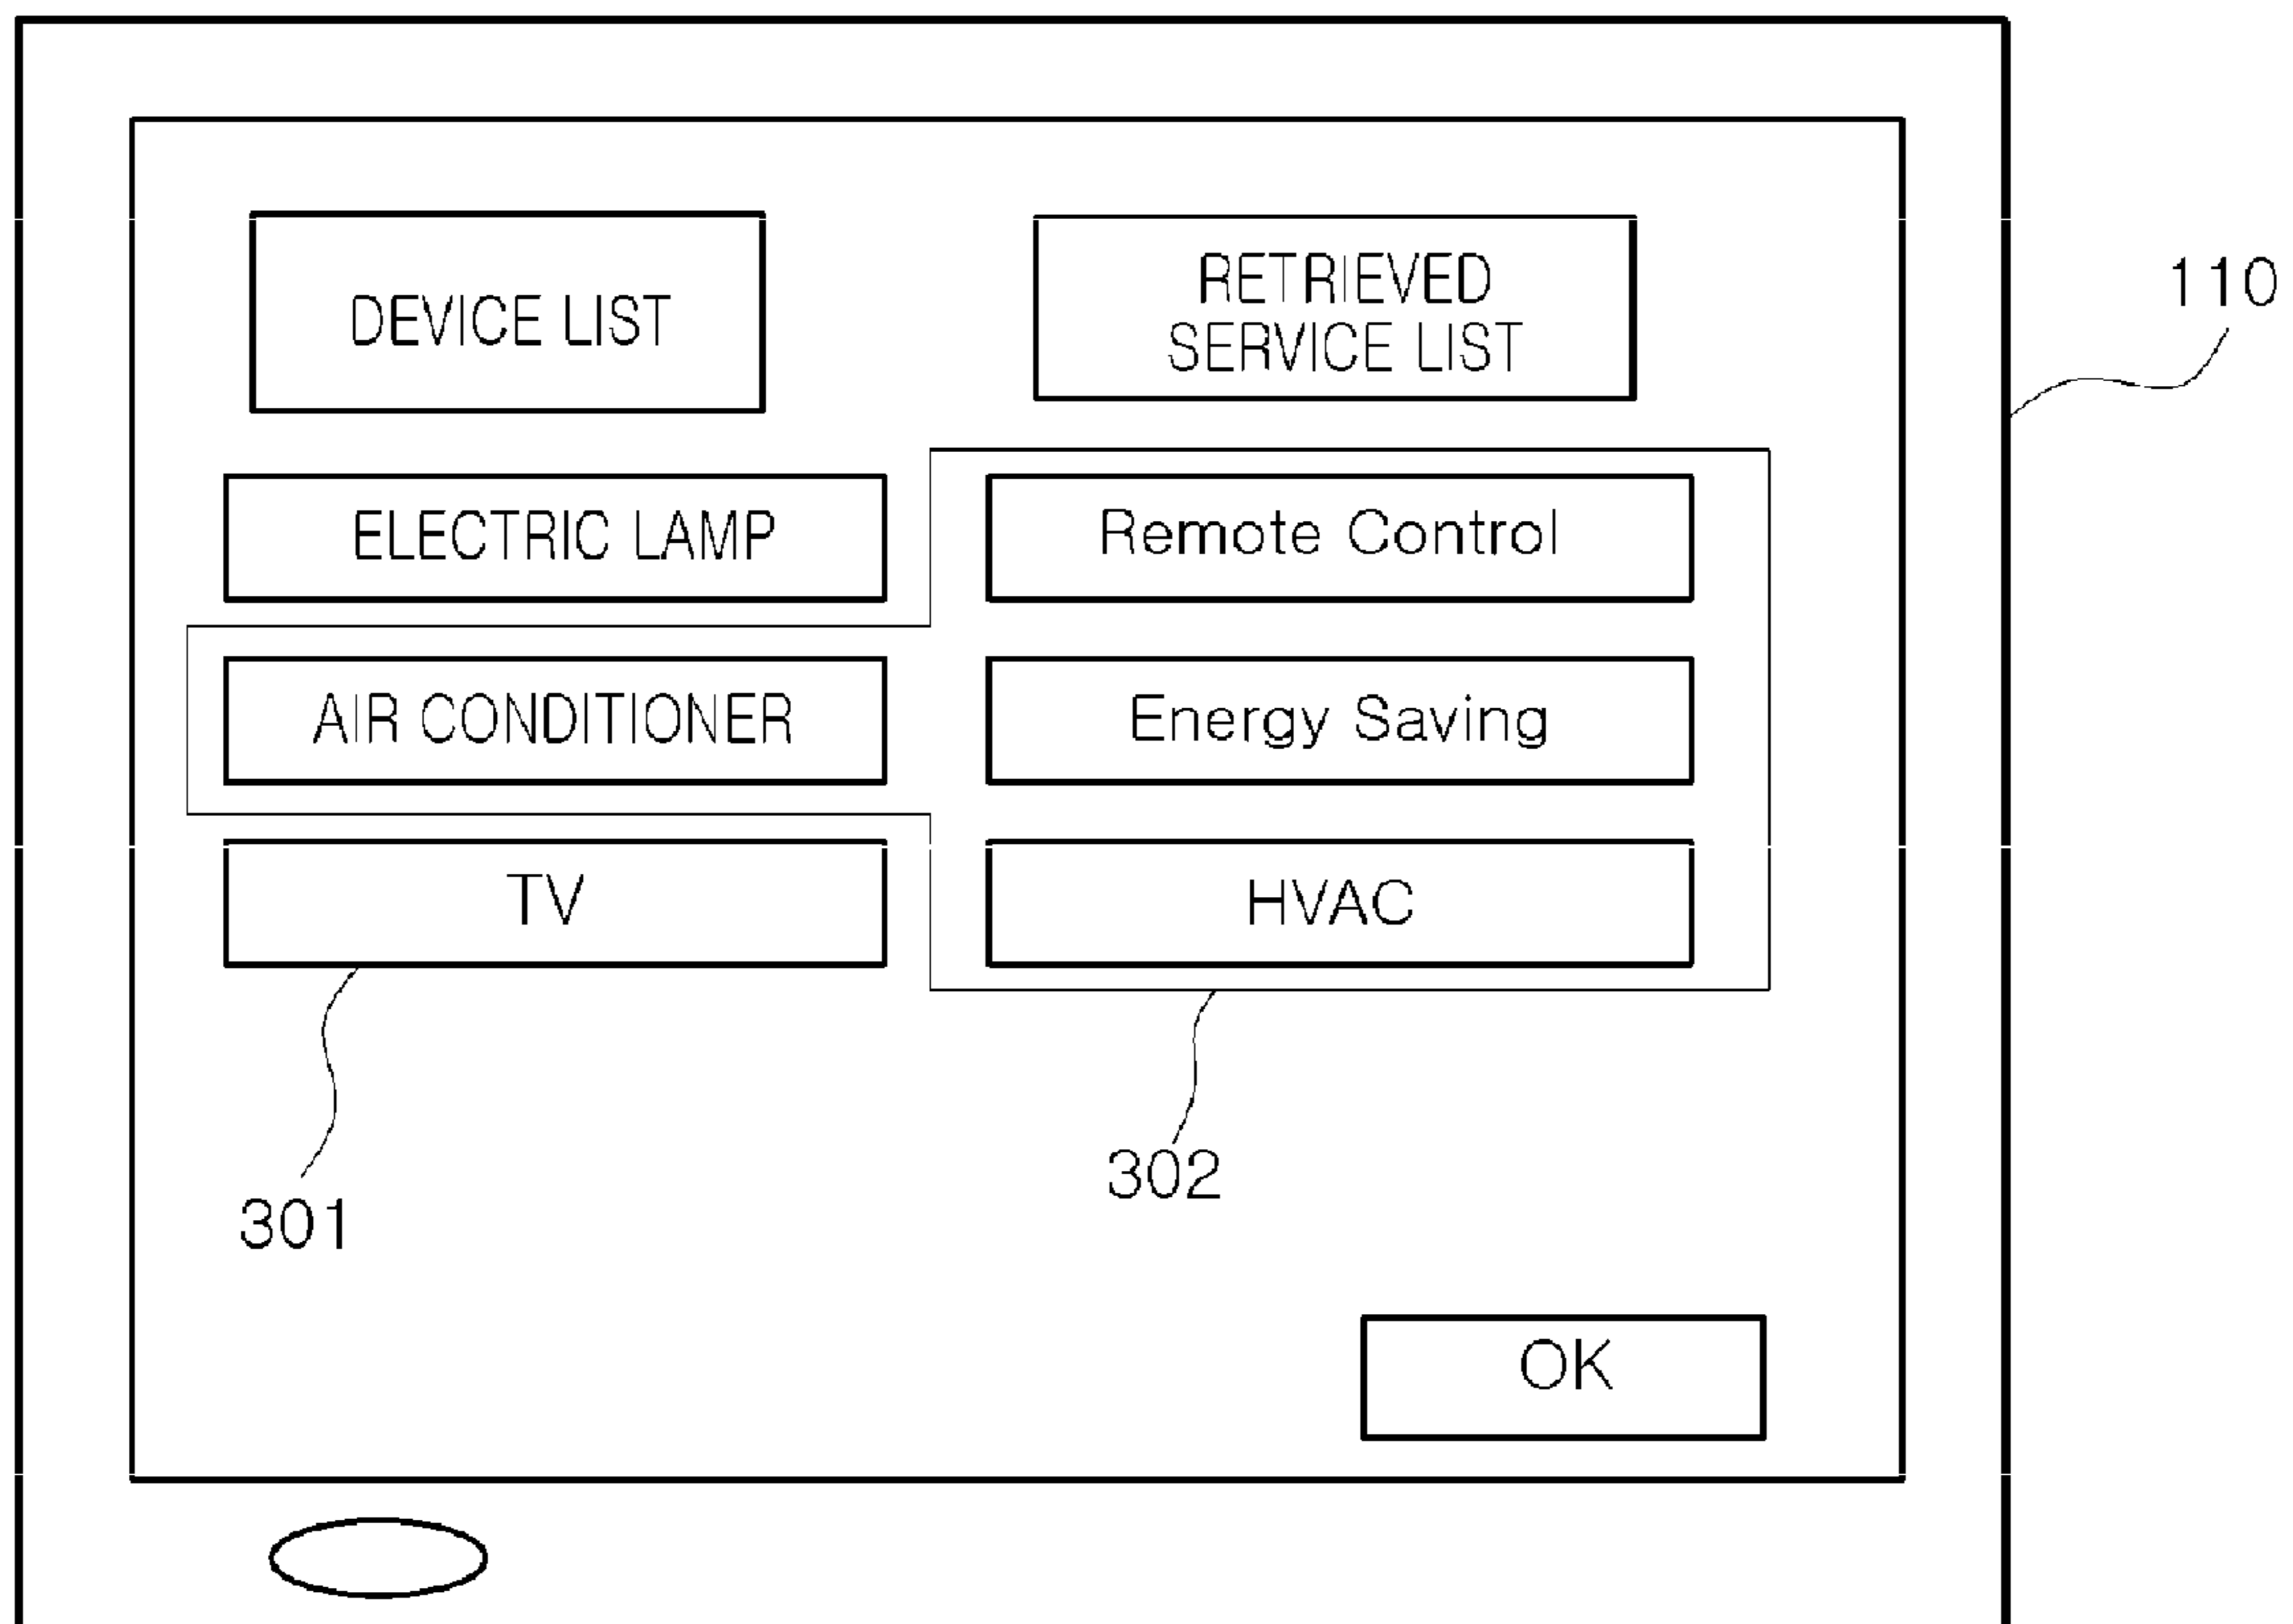 DEVICE LIST
RETRIEVED
SERVICE LIST
110
ELECTRIC LAMP
Remote Control
AIR CONDITIONER
Energy Saving
TV
HVAC
301
302
OK